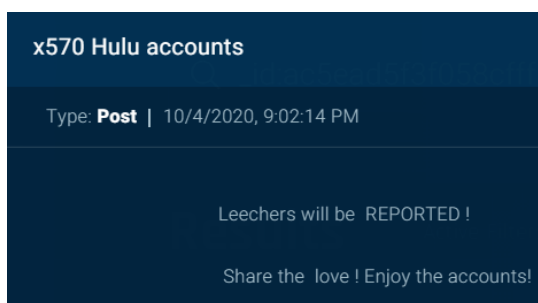 x570 Hulu accounts
Type: Post | 10/4/2020, 9:02:14 PM
Leechers will be REPORTED !
Share the love ! Enjoy the accounts!